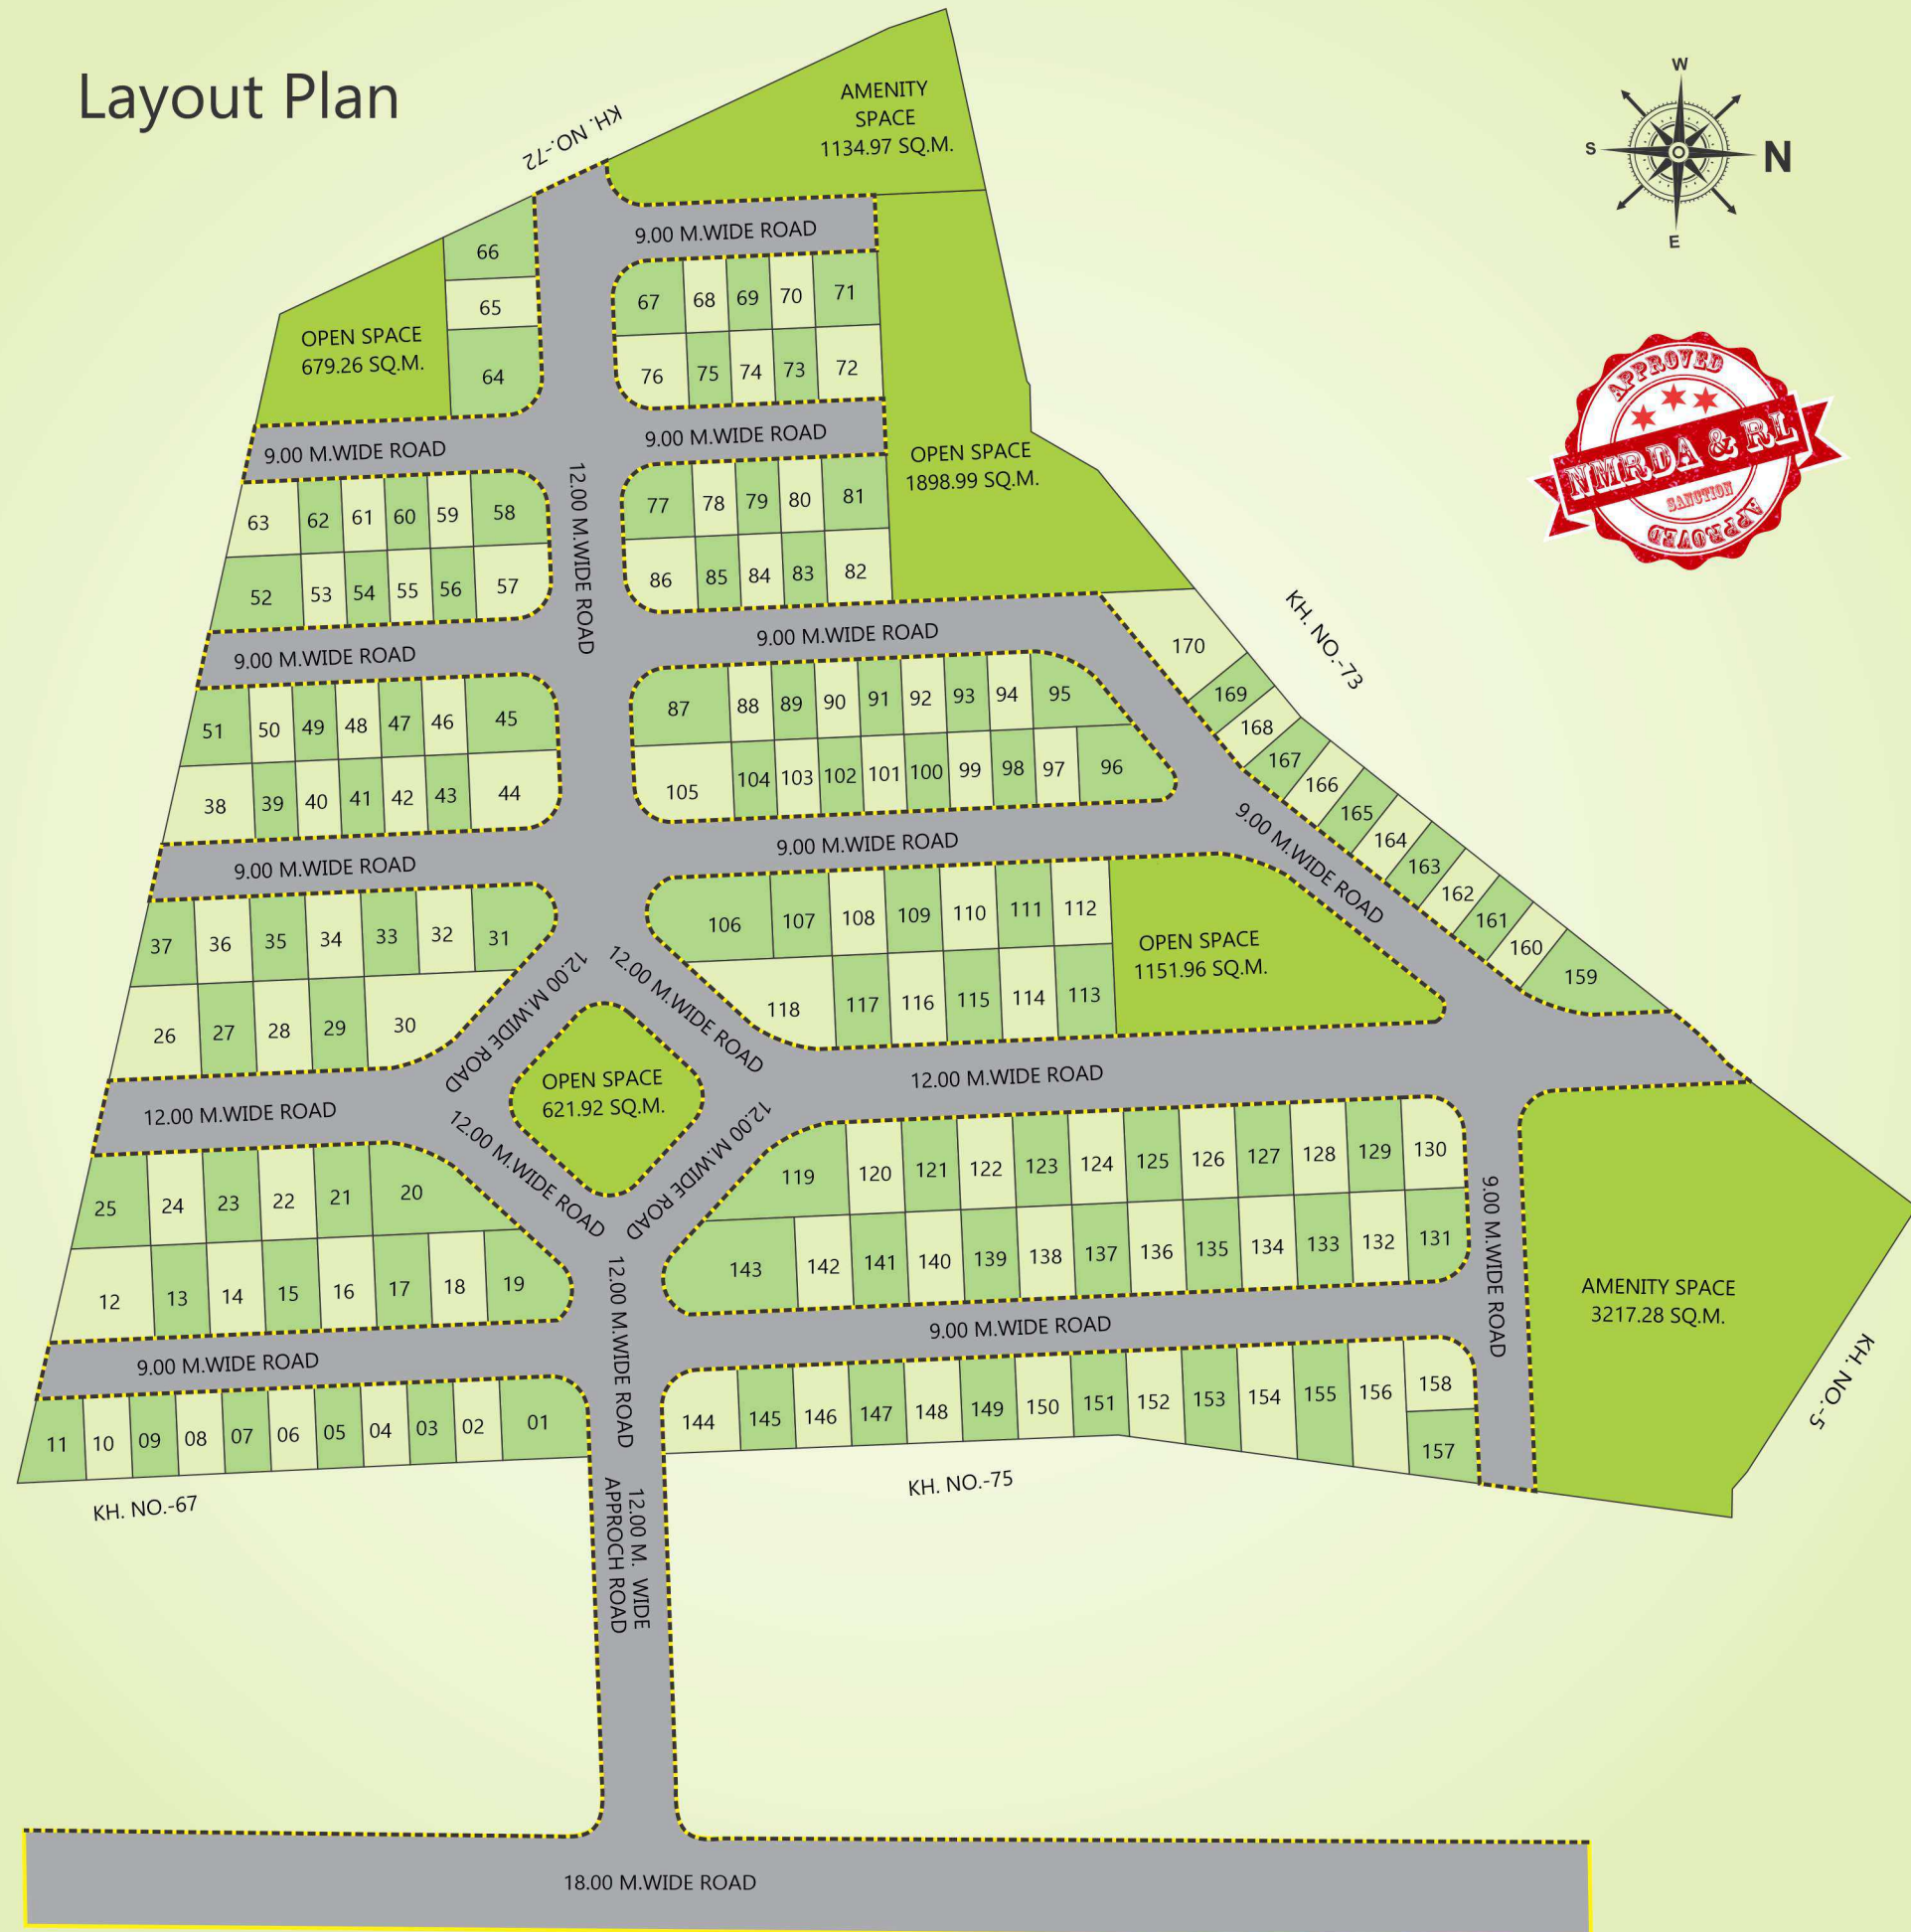 Layout Plan
W
S
N
E
KH. NO.-72
AMENITY
SPACE
1134.97 SQ.M.
9.00 M.WIDE ROAD
66
65
64
OPEN SPACE
679.26 SQ.M.
67 68 69 70 71
76 75 74 73 72
APPROVED
NMRDA & RL
SANCTION
APPROVED
9.00 M.WIDE ROAD
9.00 M.WIDE ROAD
OPEN SPACE
1898.99 SQ.M.
12.00 M.WIDE ROAD
63 62 61 60 59 58
52 53 54 55 56 57
77 78 79 80 81
86 85 84 83 82
KH. NO.-73
9.00 M.WIDE ROAD
9.00 M.WIDE ROAD
51 50 49 48 47 46 45
38 39 40 41 42 43 44
87 88 89 90 91 92 93 94 95
105 104 103 102 101 100 99 98 97 96
170
169
168
167
166
165
164
163
162
161
160
159
9.00 M.WIDE ROAD
9.00 M.WIDE ROAD
9.00 M.WIDE ROAD
37 36 35 34 33 32 31
26 27 28 29 30
106 107 108 109 110 111 112
118 117 116 115 114 113
OPEN SPACE
1151.96 SQ.M.
12.00 M.WIDE ROAD
12.00 M.WIDE ROAD
OPEN SPACE
621.92 SQ.M.
12.00 M.WIDE ROAD
12.00 M.WIDE ROAD
12.00 M.WIDE ROAD
12.00 M.WIDE ROAD
25 24 23 22 21 20
12 13 14 15 16 17 18 19
119 120 121 122 123 124 125 126 127 128 129 130
143 142 141 140 139 138 137 136 135 134 133 132 131
9.00 M.WIDE ROAD
AMENITY SPACE
3217.28 SQ.M.
KH. NO.-5
9.00 M.WIDE ROAD
12.00 M.WIDE ROAD
9.00 M.WIDE ROAD
11 10 09 08 07 06 05 04 03 02 01
144 145 146 147 148 149 150 151 152 153 154 155 156 158
157
KH. NO.-67
KH. NO.-75
12.00 M. WIDE
APPROCH ROAD
18.00 M.WIDE ROAD